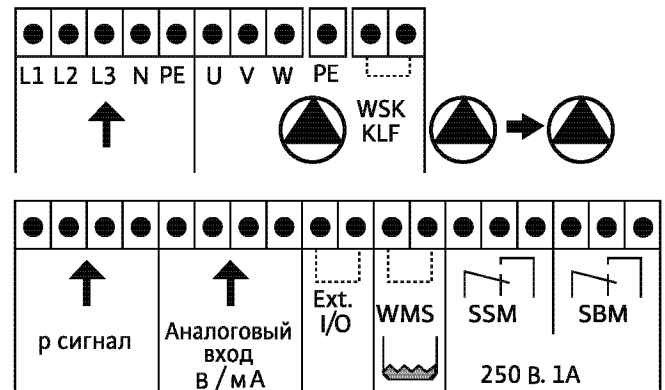 L1 L2 L3 N PE U V W PE
WSK
KLF
p сигнал
Аналоговый
вход
В / мА
Ext.
I/O
WMS
SSM
SBM
250 В. 1А